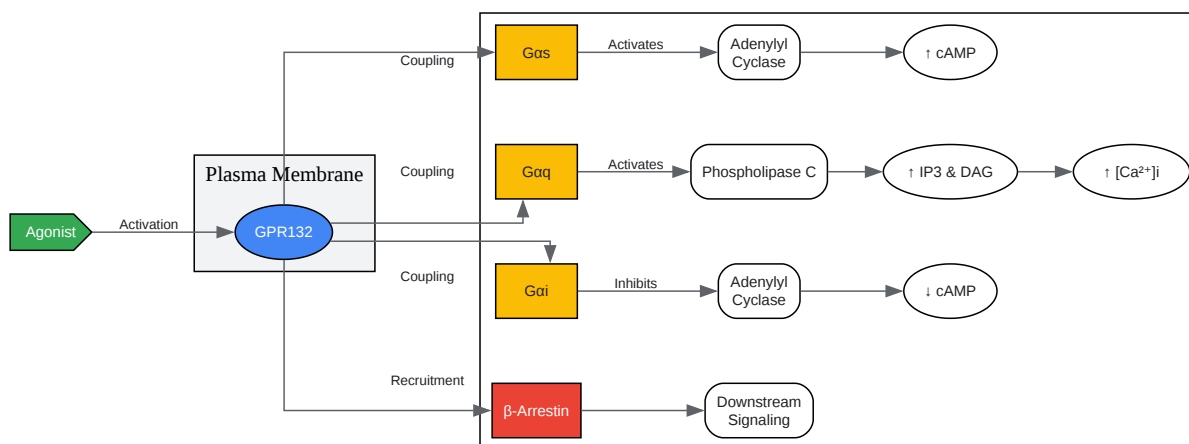 Agonist
Activation
Plasma Membrane
GPR132
Coupling
Gαs
Activates
Adenylyl
Cyclase
↑ cAMP
Coupling
Gαq
Activates
Phospholipase C
↑ IP3 & DAG
↑ [Ca²⁺]i
Coupling
Gαi
Inhibits
Adenylyl
Cyclase
↓ cAMP
Recruitment
β-Arrestin
Downstream
Signaling